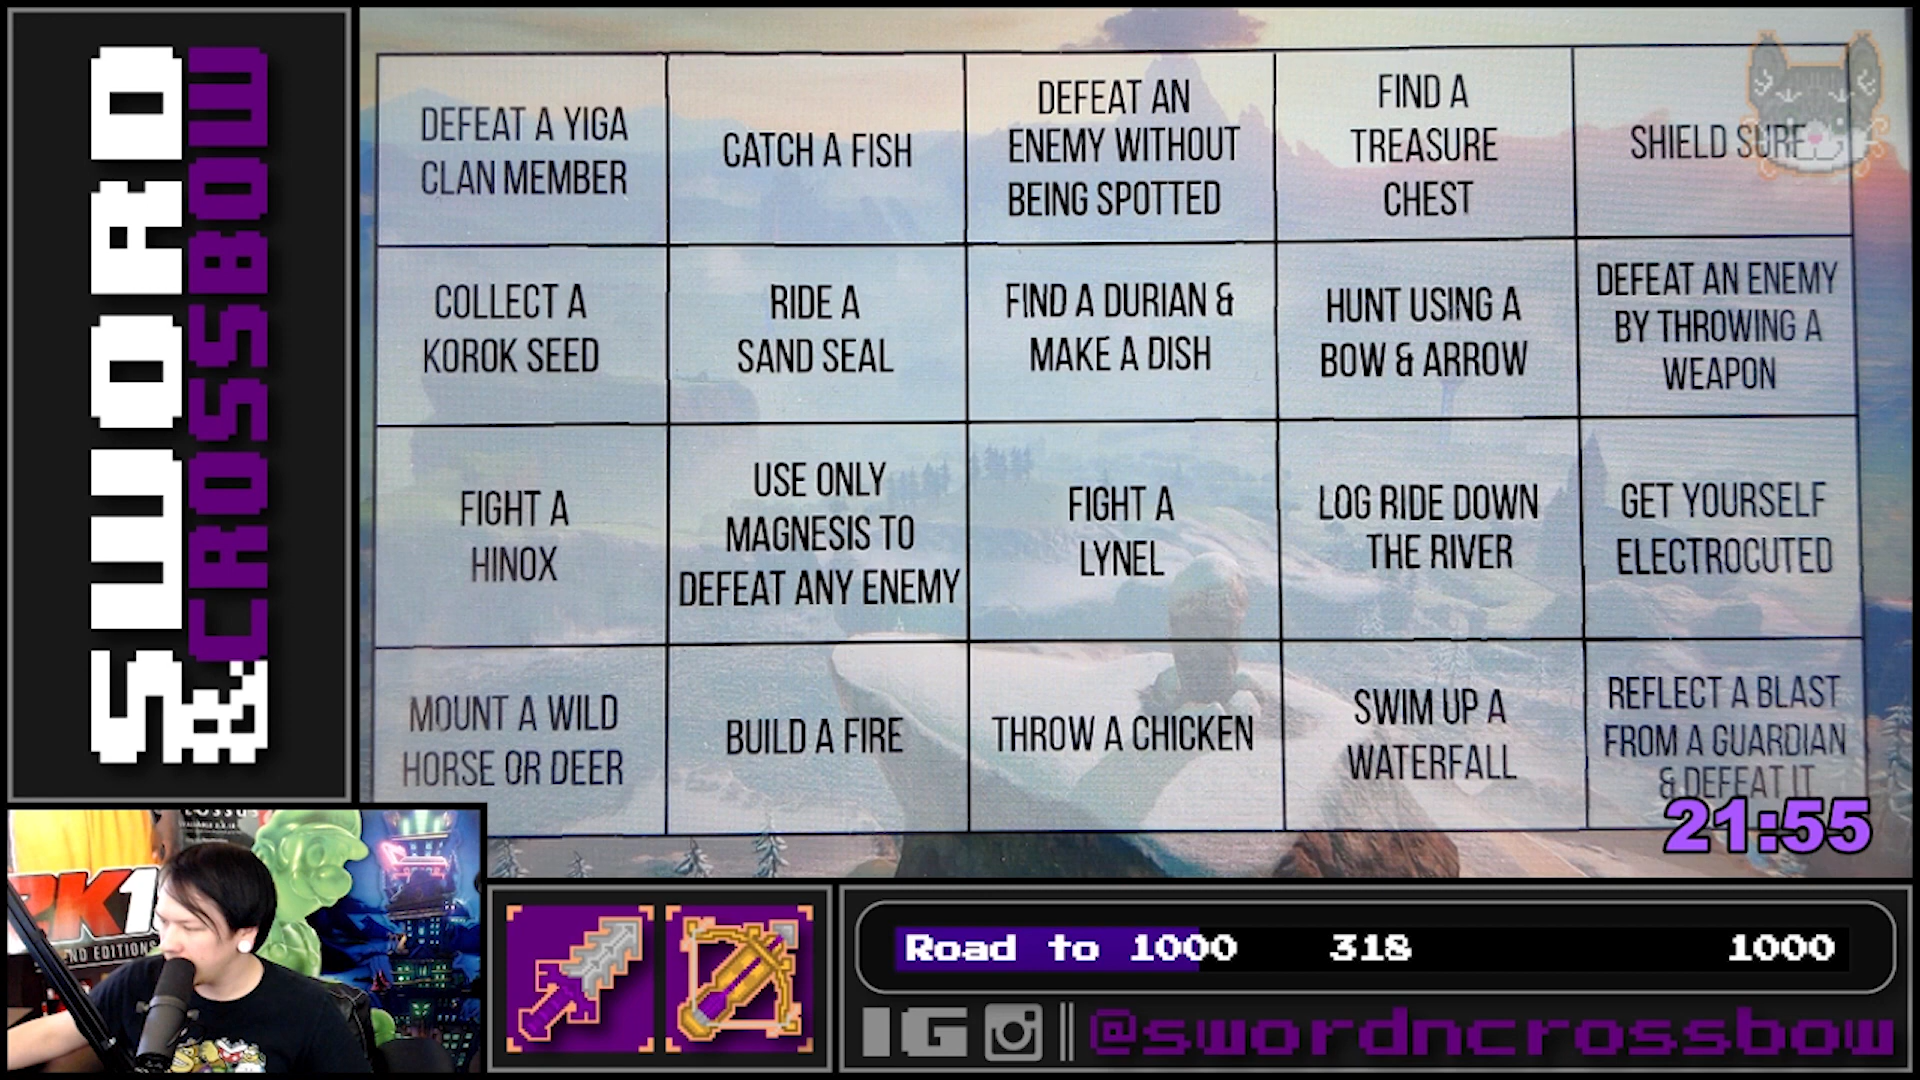 SWORD
& CROSSBOW
DEFEAT A YIGA
CLAN MEMBER
CATCH A FISH
DEFEAT AN
ENEMY WITHOUT
BEING SPOTTED
FIND A
TREASURE
CHEST
SHIELD SURF
COLLECT A
KOROK SEED
RIDE A
SAND SEAL
FIND A DURIAN &
MAKE A DISH
HUNT USING A
BOW & ARROW
DEFEAT AN ENEMY
BY THROWING A
WEAPON
FIGHT A
HINOX
USE ONLY
MAGNESIS TO
DEFEAT ANY ENEMY
FIGHT A
LYNEL
LOG RIDE DOWN
THE RIVER
GET YOURSELF
ELECTROCUTED
MOUNT A WILD
HORSE OR DEER
BUILD A FIRE
THROW A CHICKEN
SWIM UP A
WATERFALL
REFLECT A BLAST
FROM A GUARDIAN
& DEFEAT IT
21:55
2K1
ND EDITION
Road to 1000 318 1000
IG || @swordncrossbow